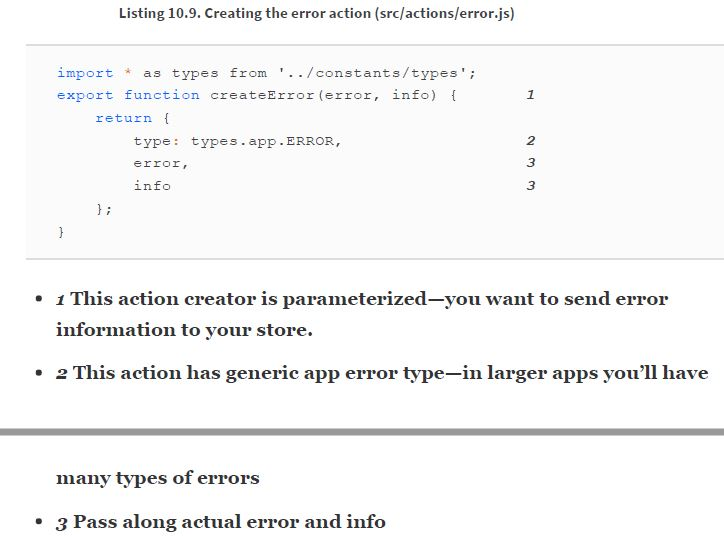 Listing 10.9. Creating the error action (src/actions/error.js)
import * as types from '../constants/types';
export function createError(error, info) { 1
return {
type: types.app.ERROR, 2
error, 3
info 3
};
}
• 1 This action creator is parameterized—you want to send error
information to your store.
• 2 This action has generic app error type—in larger apps you’ll have
many types of errors
• 3 Pass along actual error and info